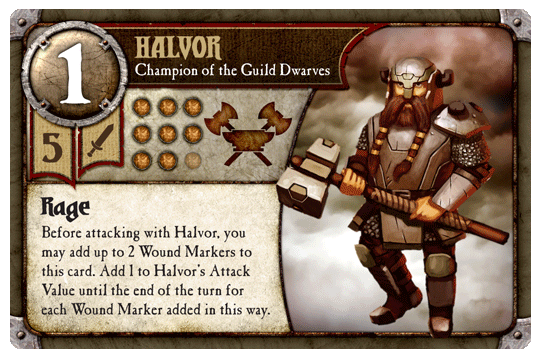 1
HALVOR
Champion of the Guild Dwarves
5
Rage
Before attacking with Halvor, you
may add up to 2 Wound Markers to
this card. Add 1 to Halvor's Attack
Value until the end of the turn for
each Wound Marker added in this way.